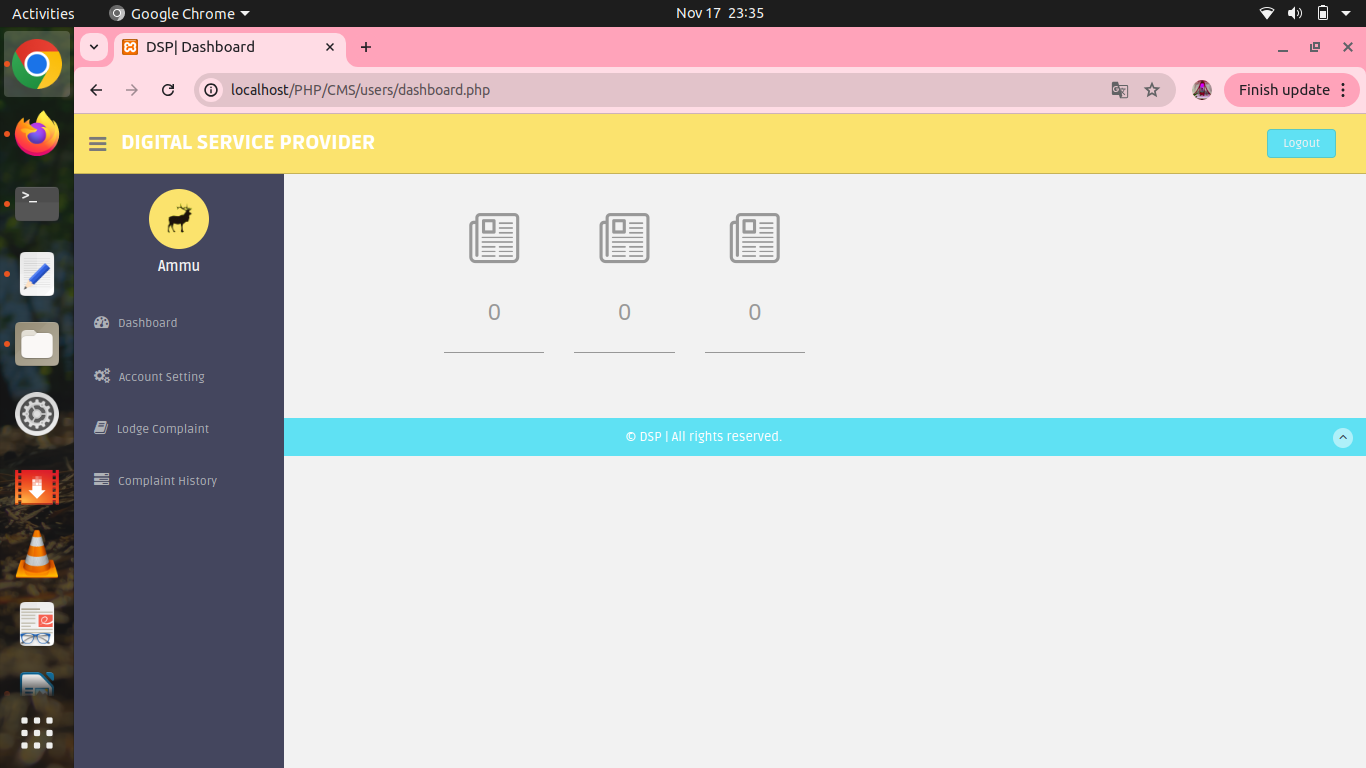 Activities
Google Chrome
Nov 17 23:35
DSP| Dashboard
localhost/PHP/CMS/users/dashboard.php
Finish update
DIGITAL SERVICE PROVIDER
Logout
Ammu
Dashboard
Account Setting
Lodge Complaint
Complaint History
0
0
0
© DSP | All rights reserved.